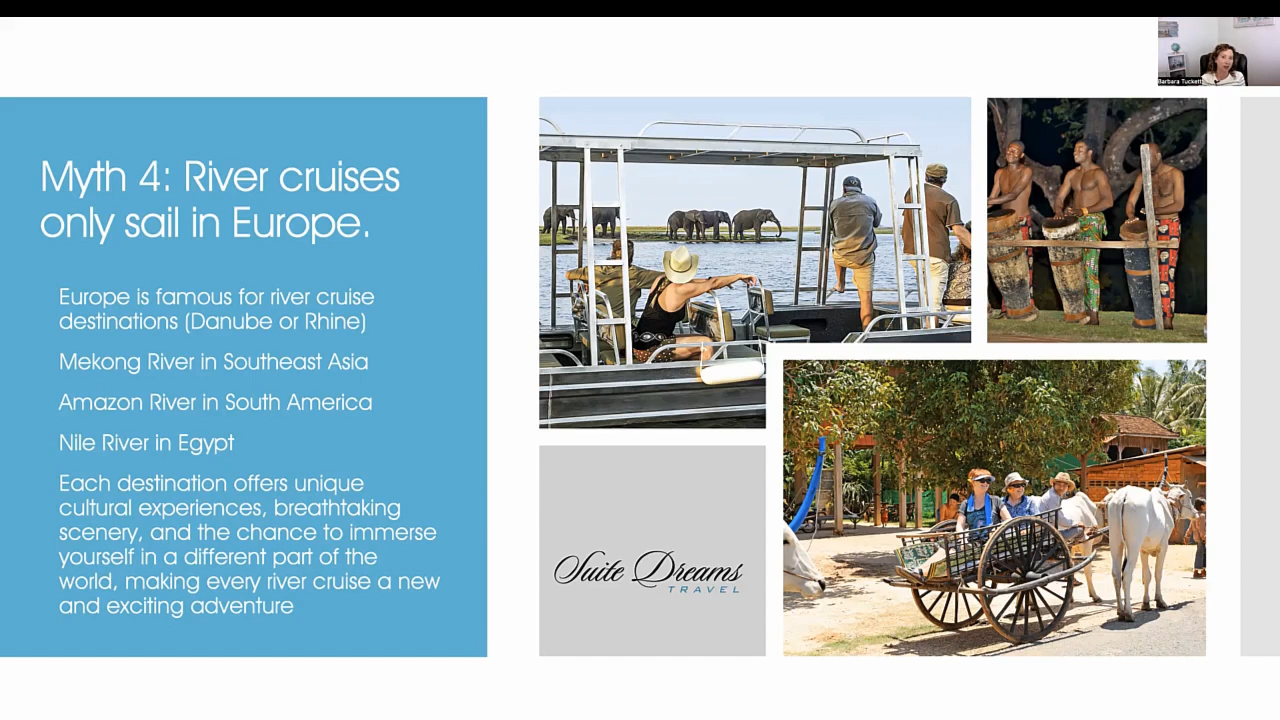 Barbara Tuckett
Myth 4: River cruises
only sail in Europe.
Europe is famous for river cruise
destinations (Danube or Rhine)
Mekong River in Southeast Asia
Amazon River in South America
Nile River in Egypt
Each destination offers unique
cultural experiences, breathtaking
scenery, and the chance to immerse
yourself in a different part of the
world, making every river cruise a new
and exciting adventure
Suite Dreams
TRAVEL